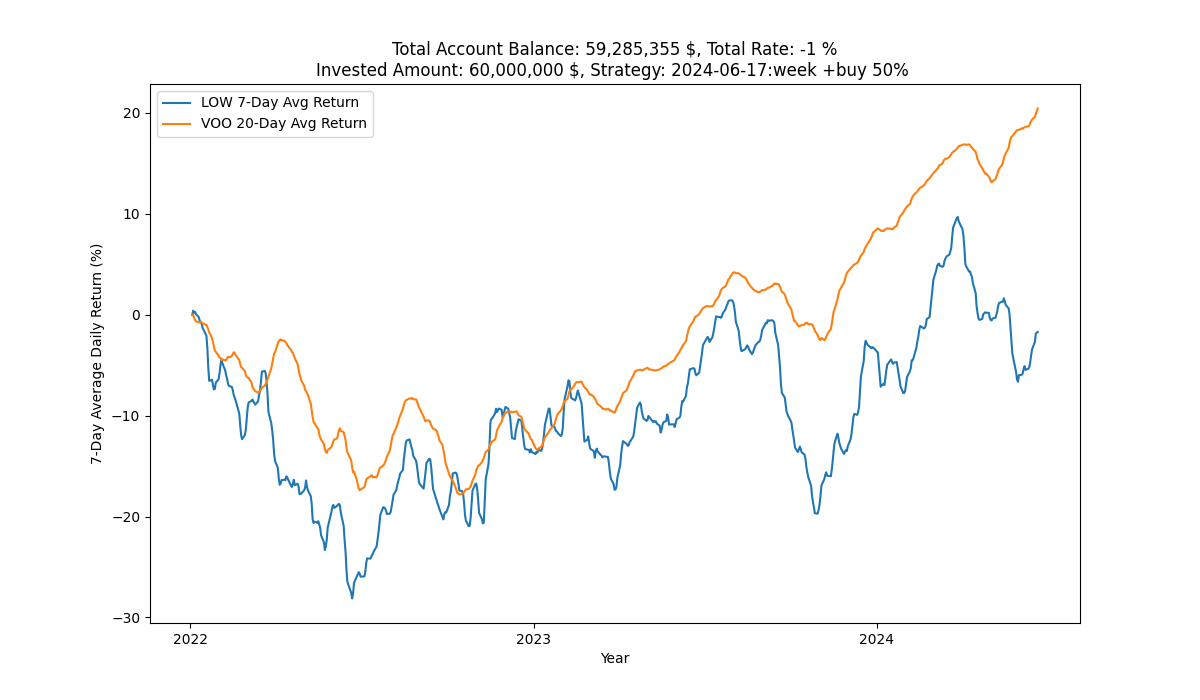 Total Account Balance: 59,285,355 $, Total Rate: -1 %
Invested Amount: 60,000,000 $, Strategy: 2024-06-17:week +buy 50%
LOW 7-Day Avg Return
VOO 20-Day Avg Return
7-Day Average Daily Return (%)
20
10
0
−10
−20
−30
2022
2023
2024
Year